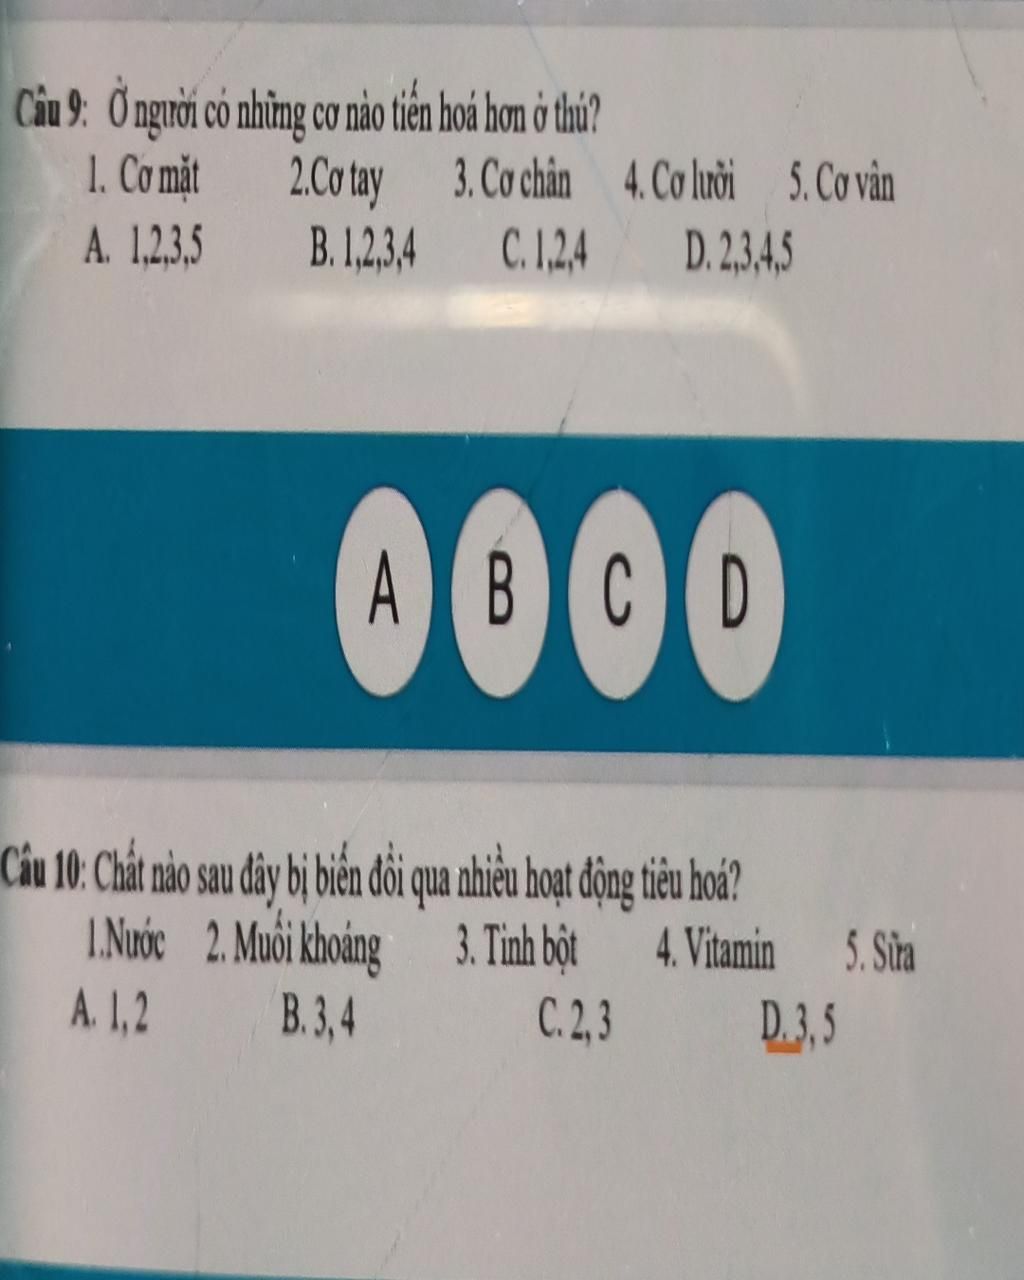 Câu 9: Ở người có những cơ nào tiến hoá hơn ở thú?
1. Cơ mặt 2.Cơ tay 3. Cơ chân 4. Cơ lưỡi 5. Cơ vân
A. 1,2,3,5 B. 1,2,3,4 C. 1,2,4 D. 2,3,4,5
A B C D
Câu 10: Chất nào sau đây bị biến đổi qua nhiều hoạt động tiêu hoá?
1.Nước 2. Muối khoáng 3. Tinh bột 4. Vitamin 5. Sữa
A. 1, 2 B. 3, 4 C. 2, 3 D. 3, 5